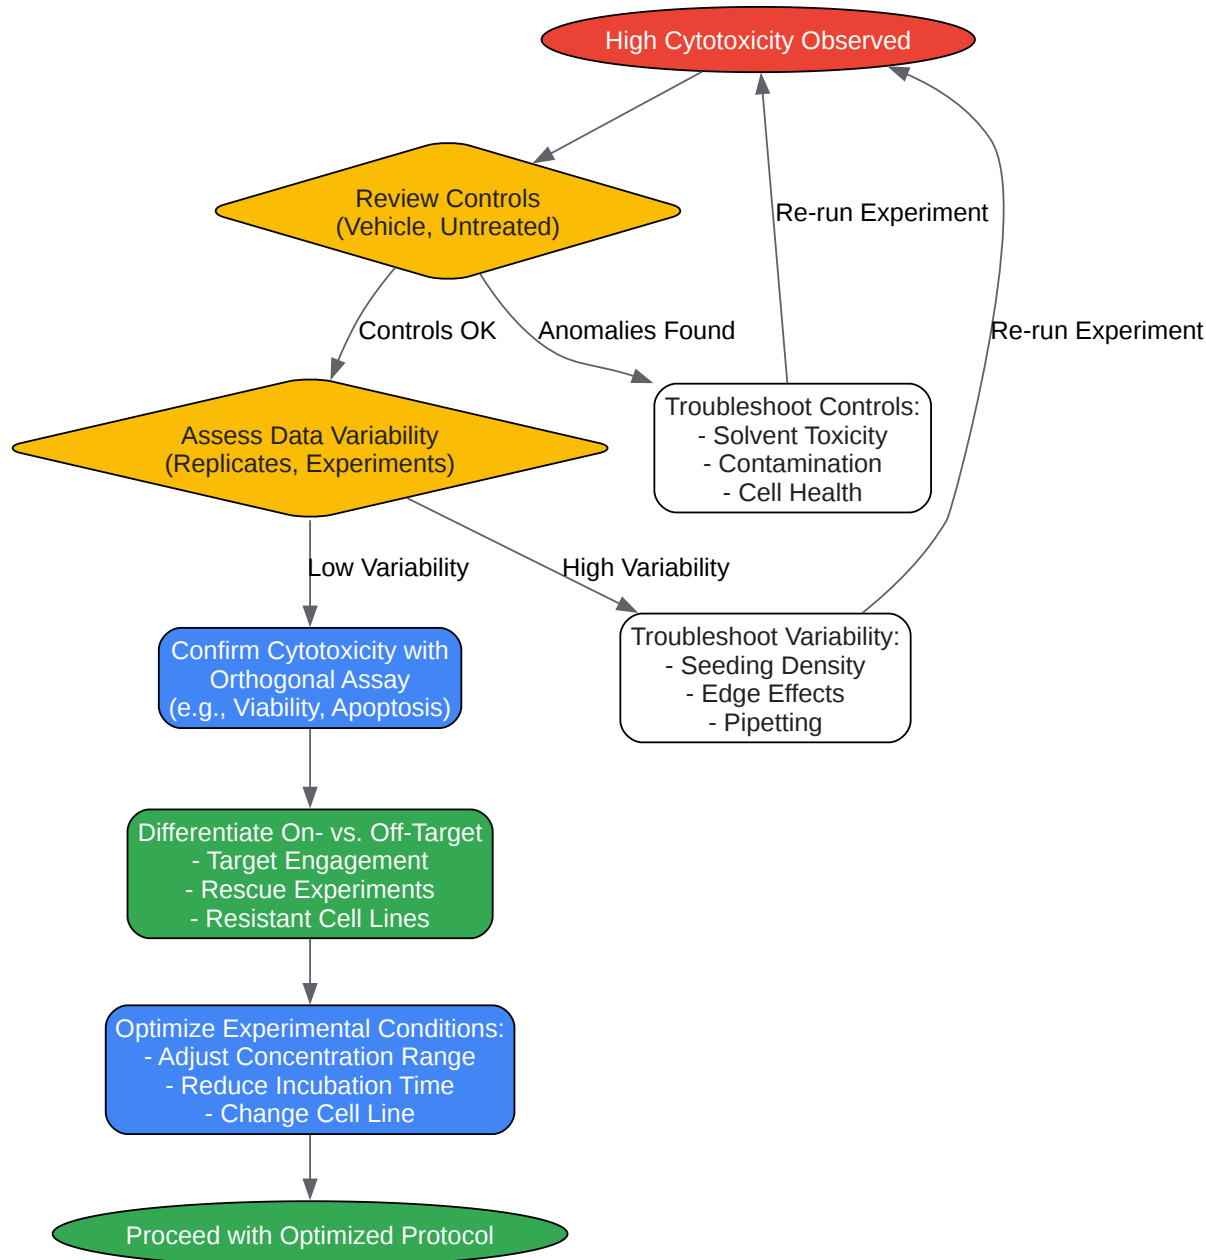 High Cytotoxicity Observed
Review Controls
(Vehicle, Untreated)
Re-run Experiment
Controls OK
Anomalies Found
Re-run Experiment
Troubleshoot Controls:
- Solvent Toxicity
- Contamination
- Cell Health
Assess Data Variability
(Replicates, Experiments)
Low Variability
High Variability
Confirm Cytotoxicity with
Orthogonal Assay
(e.g., Viability, Apoptosis)
Troubleshoot Variability:
- Seeding Density
- Edge Effects
- Pipetting
Differentiate On- vs. Off-Target
- Target Engagement
- Rescue Experiments
- Resistant Cell Lines
Optimize Experimental Conditions:
- Adjust Concentration Range
- Reduce Incubation Time
- Change Cell Line
Proceed with Optimized Protocol